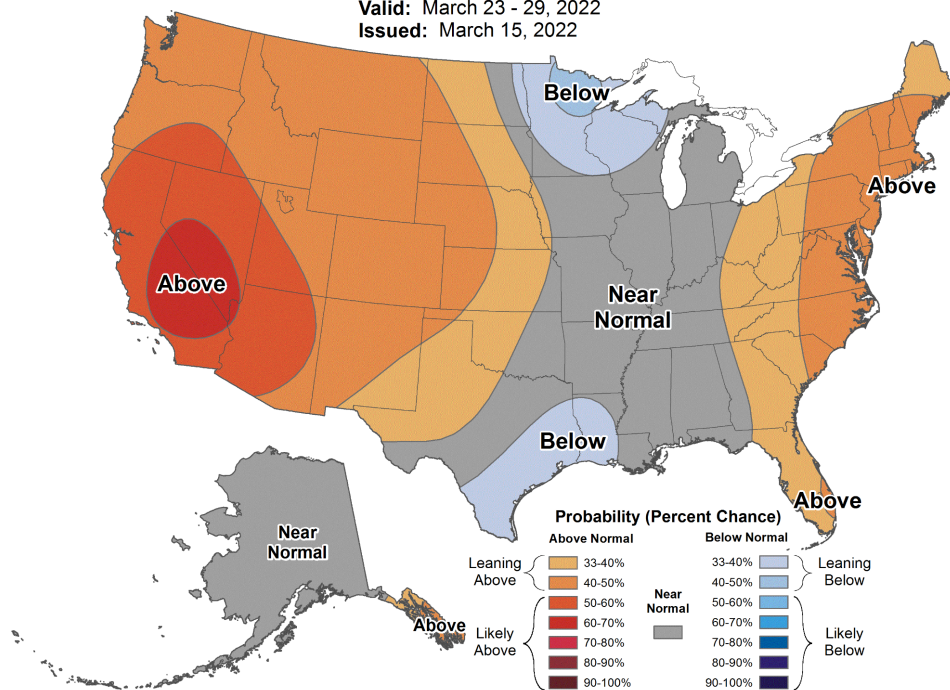 Valid: March 23 - 29, 2022
Issued: March 15, 2022
Below
Above
Above
Near
Normal
Below
Above
Near
Normal
Above
Probability (Percent Chance)
Above Normal
Below Normal
Leaning
Above
33-40%
40-50%
Likely
Above
50-60%
60-70%
70-80%
80-90%
90-100%
Near
Normal
33-40%
40-50%
Leaning
Below
50-60%
60-70%
70-80%
80-90%
90-100%
Likely
Below